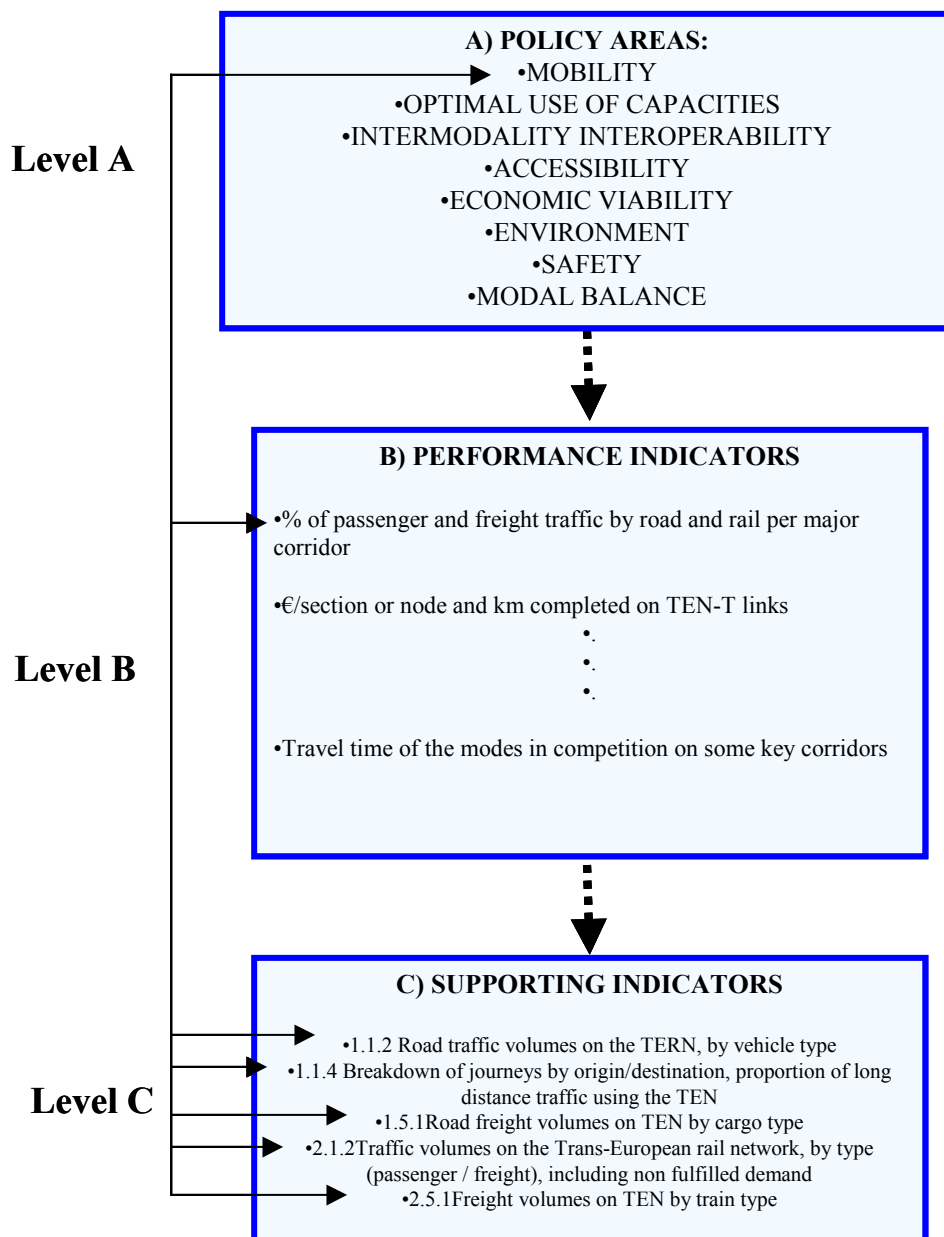 A) POLICY AREAS:
•MOBILITY
•OPTIMAL USE OF CAPACITIES
•INTERMODALITY INTEROPERABILITY
•ACCESSIBILITY
•ECONOMIC VIABILITY
•ENVIRONMENT
•SAFETY
•MODAL BALANCE
Level A
B) PERFORMANCE INDICATORS
•% of passenger and freight traffic by road and rail per major
corridor
•€/section or node and km completed on TEN-T links
•.
•.
•.
•Travel time of the modes in competition on some key corridors
Level B
C) SUPPORTING INDICATORS
•1.1.2 Road traffic volumes on the TERN, by vehicle type
•1.1.4 Breakdown of journeys by origin/destination, proportion of long
distance traffic using the TEN
•1.5.1Road freight volumes on TEN by cargo type
•2.1.2Traffic volumes on the Trans-European rail network, by type
(passenger / freight), including non fulfilled demand
•2.5.1Freight volumes on TEN by train type
Level C